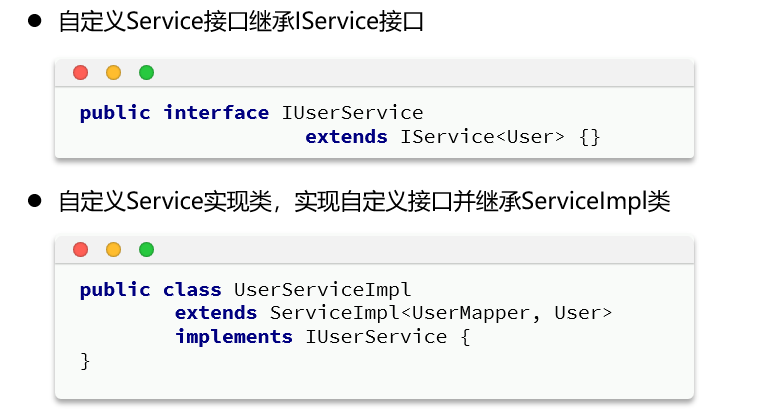 ● 自定义Service接口继承IService接口
public interface IUserService
extends IService<User> {}
● 自定义Service实现类，实现自定义接口并继承ServiceImpl类
public class UserServiceImpl
extends ServiceImpl<UserMapper, User>
implements IUserService {
}